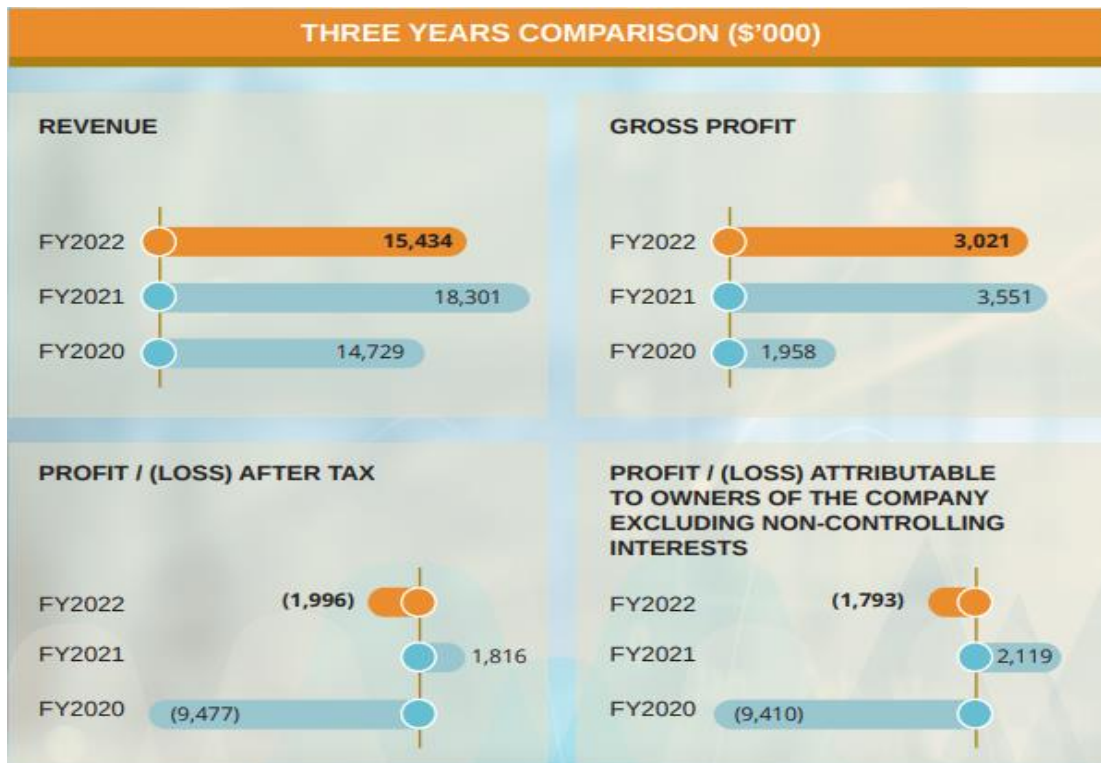 THREE YEARS COMPARISON ($’000)
REVENUE
FY2022 15,434
FY2021 18,301
FY2020 14,729
GROSS PROFIT
FY2022 3,021
FY2021 3,551
FY2020 1,958
PROFIT / (LOSS) AFTER TAX
FY2022 (1,996)
FY2021 1,816
FY2020 (9,477)
PROFIT / (LOSS) ATTRIBUTABLE
TO OWNERS OF THE COMPANY
EXCLUDING NON-CONTROLLING
INTERESTS
FY2022 (1,793)
FY2021 2,119
FY2020 (9,410)